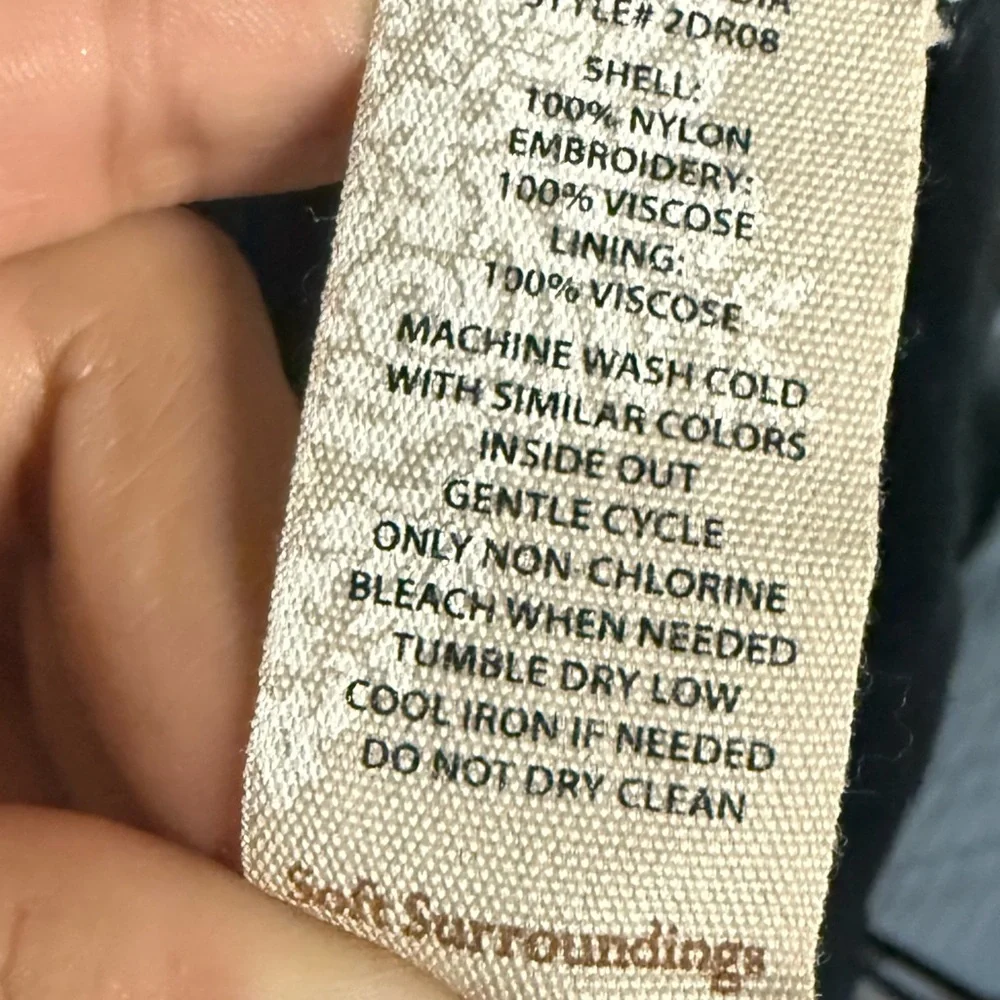 STYLE# 2DR08
SHELL:
100% NYLON
EMBROIDERY:
100% VISCOSE
LINING:
100% VISCOSE
MACHINE WASH COLD
WITH SIMILAR COLORS
INSIDE OUT
GENTLE CYCLE
ONLY NON-CHLORINE
BLEACH WHEN NEEDED
TUMBLE DRY LOW
COOL IRON IF NEEDED
DO NOT DRY CLEAN
Soft Surroundings